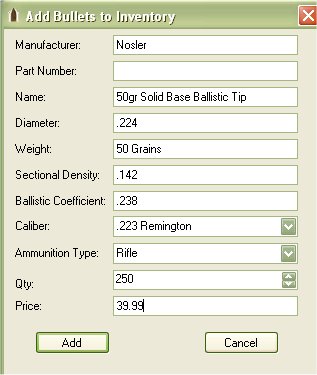 Add Bullets to Inventory
Manufacturer: Nosler
Part Number:
Name: 50gr Solid Base Ballistic Tip
Diameter: .224
Weight: 50 Grains
Sectional Density: .142
Ballistic Coefficient: .238
Caliber: .223 Remington
Ammunition Type: Rifle
Qty: 250
Price: 39.99
Add Cancel